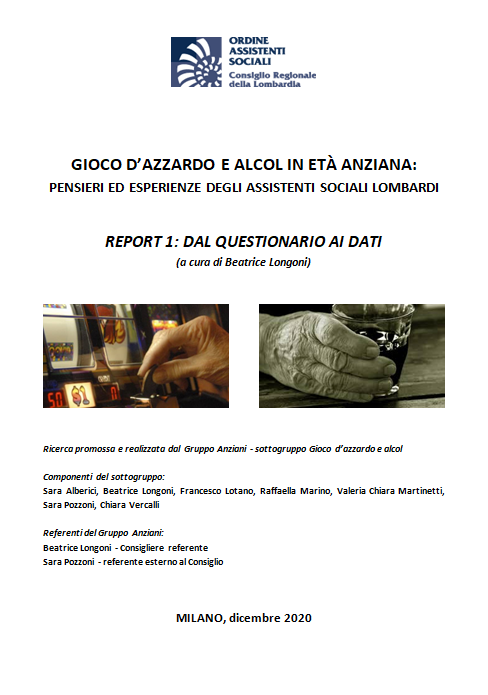 ORDINE
ASSISTENTI
SOCIALI
Consiglio Regionale
della Lombardia
GIOCO D'AZZARDO E ALCOL IN ETÀ ANZIANA:
PENSIERI ED ESPERIENZE DEGLI ASSISTENTI SOCIALI LOMBARDI
REPORT 1: DAL QUESTIONARIO AI DATI
(a cura di Beatrice Longoni)
Ricerca promossa e realizzata dal Gruppo Anziani - sottogruppo Gioco d'azzardo e alcol
Componenti del sottogruppo:
Sara Alberici, Beatrice Longoni, Francesco Lotano, Raffaella Marino, Valeria Chiara Martinetti,
Sara Pozzoni, Chiara Vercalli
Referenti del Gruppo Anziani:
Beatrice Longoni - Consigliere referente
Sara Pozzoni - referente esterno al Consiglio
MILANO, dicembre 2020